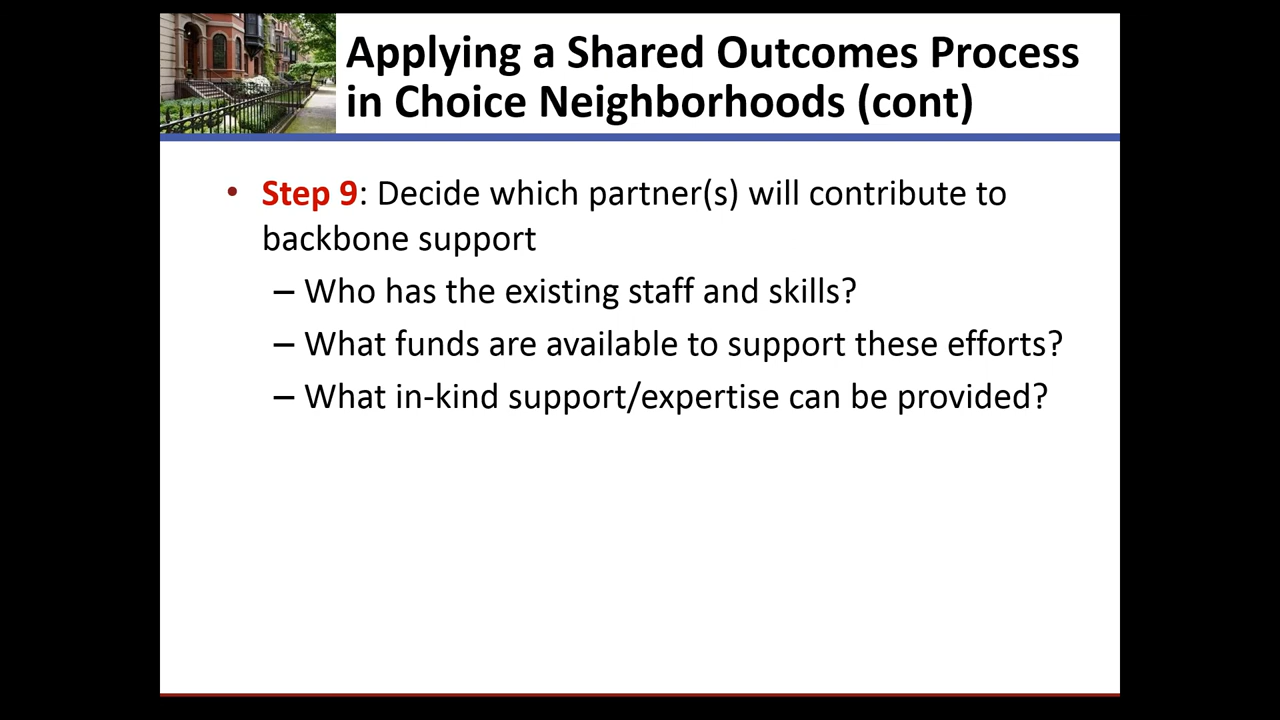 Applying a Shared Outcomes Process
in Choice Neighborhoods (cont)
• Step 9: Decide which partner(s) will contribute to
backbone support
– Who has the existing staff and skills?
– What funds are available to support these efforts?
– What in-kind support/expertise can be provided?